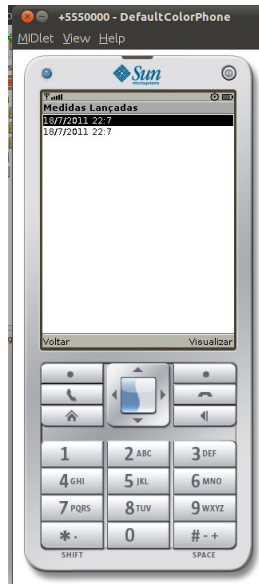 +5550000 - DefaultColorPhone
MIDlet View Help
Sun
microsystems
Medidas Lançadas
18/7/2011 22:7
18/7/2011 22:7
Voltar Visualizar
1 2 ABC 3 DEF
4 GHI 5 JKL 6 MNO
7 PQRS 8 TUV 9 WXYZ
* . 0 # - +
SHIFT SPACE